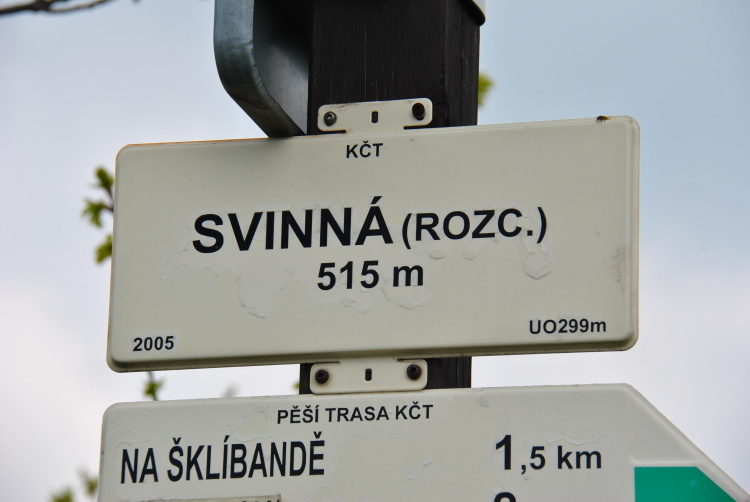 KČT
SVINNÁ (ROZC.)
515 m
2005
UO299m
PĚŠÍ TRASA KČT
NA ŠKLÍBANDĚ 1,5 km